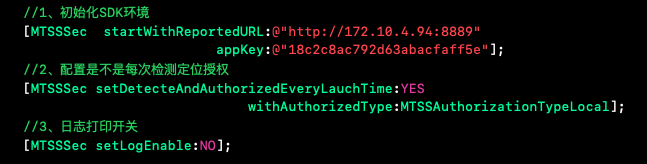 //1、初始化SDK环境
[MTSSSec  startWithReportedURL:@"http://172.10.4.94:8889"
appKey:@"18c2c8ac792d63abacfaff5e"];
//2、配置是不是每次检测定位授权
[MTSSSec setDetecteAndAuthorizedEveryLauchTime:YES
withAuthorizedType:MTSSAuthorizationTypeLocal];
//3、日志打印开关
[MTSSSec setLogEnable:NO];